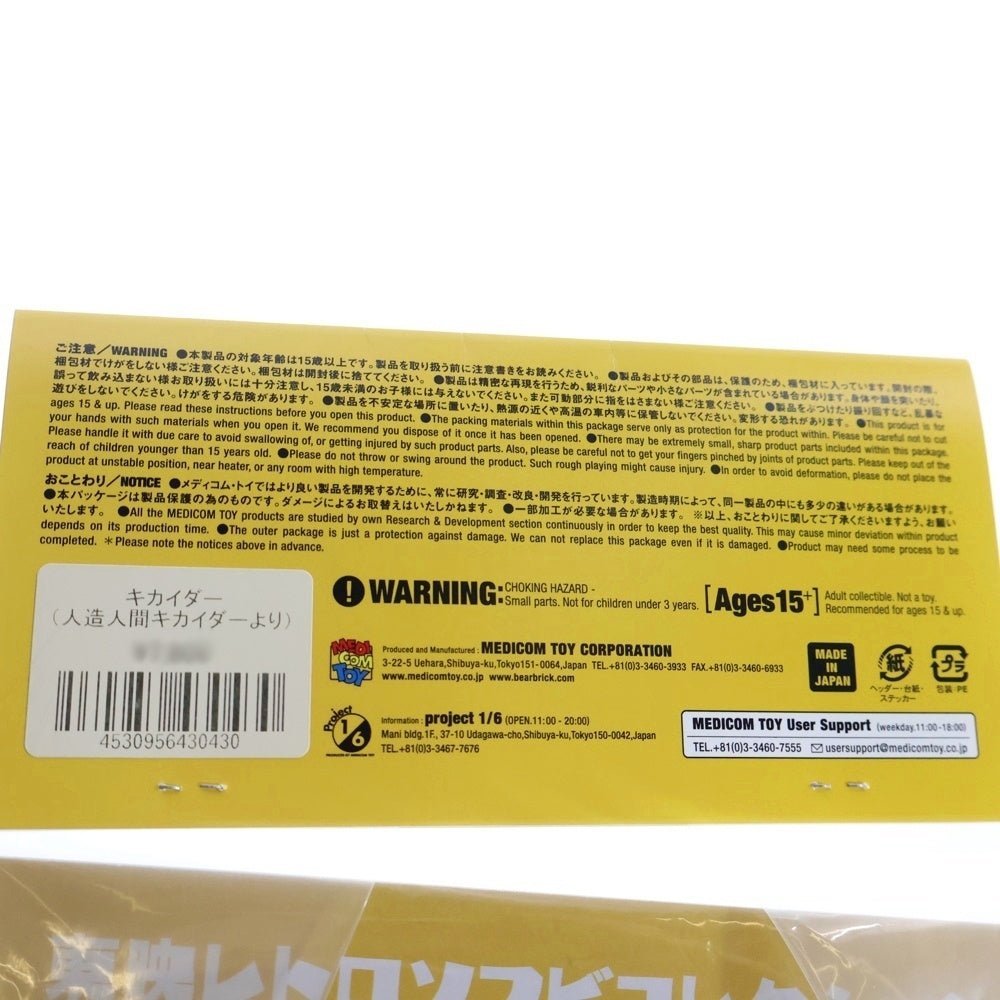 ご注意／WARNING ●本製品の対象年齢は15歳以上です。製品を取り扱う前に注意書きをお読みください。 ●製品およびその部品は、保護のため、梱包材に入っています。開封の際、
梱包材でけがをしない様ご注意ください。梱包材は開封後に捨ててください。 ●製品は精密な再現を行うため、鋭利なパーツや小さなパーツが含まれている場合があります。身体や顔を突いたり、
誤って飲み込まない様お取り扱いには十分注意し、15歳未満のお子様には与えないでください。また可動部分に指をはさまない様ご注意ください。 ●製品をぶつけたり振り回すなど、乱暴な
遊びをしないでください。けがをする危険があります。 ●製品を不安定な場所に置いたり、熱源の近くや高温の車内等に保管しないでください。変形する恐れがあります。 ●This product is for
ages 15 & up. Please read these instructions before you open this product. ●The packing materials within this package serve only as protection for the product within. Please be careful not to cut
your hands with such materials when you open it. We recommend you dispose of it once it has been opened. ●There may be extremely small, sharp product parts included within this package.
Please handle it with due care to avoid swallowing of, or getting injured by such product parts. Also, please be careful not to get your fingers pinched by joints of product parts. Please keep out of the
reach of children younger than 15 years old. ●Please do not throw or swing around the product. Such rough playing might cause injury. ●In order to avoid deformation, please do not place the
product at unstable position, near heater, or any room with high temperature.
おことわり／NOTICE ●メディコム・トイではより良い製品を開発するために、常に研究・調査・改良・開発を行っています。製造時期によって、同一製品の中にも多少の違いがある場合があります。
●本パッケージは製品保護の為のものです。ダメージによるお取替えはいたしかねます。 ●一部加工が必要な場合があります。 ※以上、おことわりに関してご了承くださいますよう、お願い
いたします。 ●All the MEDICOM TOY products are studied by own Research & Development section continuously in order to keep the best quality. This may cause minor deviation within product
depends on its production time. ●The outer package is just a protection against damage. We can not replace this package even if it is damaged. ●Product may need some process to be
completed. ＊Please note the notices above in advance.
キカイダー
(人造人間キカイダーより)
4530956430430
WARNING: CHOKING HAZARD -
Small parts. Not for children under 3 years.
[Ages15+] Adult collectible. Not a toy.
Recommended for ages 15 & up.
MEDI
COM
TOY
Produced and Manufactured : MEDICOM TOY CORPORATION
3-22-5 Uehara,Shibuya-ku,Tokyo151-0064,Japan TEL.+81(0)3-3460-3933 FAX.+81(0)3-3460-6933
www.medicomtoy.co.jp www.bearbrick.com
MADE
IN
JAPAN
紙
ヘッダー・台紙・
ステッカー
プラ
包装:PE
Project
1/6
PRODUCED BY MEDICOM TOY
Information : project 1/6 (OPEN.11:00 - 20:00)
Mani bldg.1F., 37-10 Udagawa-cho,Shibuya-ku,Tokyo150-0042,Japan
TEL.+81(0)3-3467-7676
MEDICOM TOY User Support (weekday.11:00-18:00)
TEL.+81(0)3-3460-7555 usersupport@medicomtoy.co.jp
東映レトロソフビコレクション